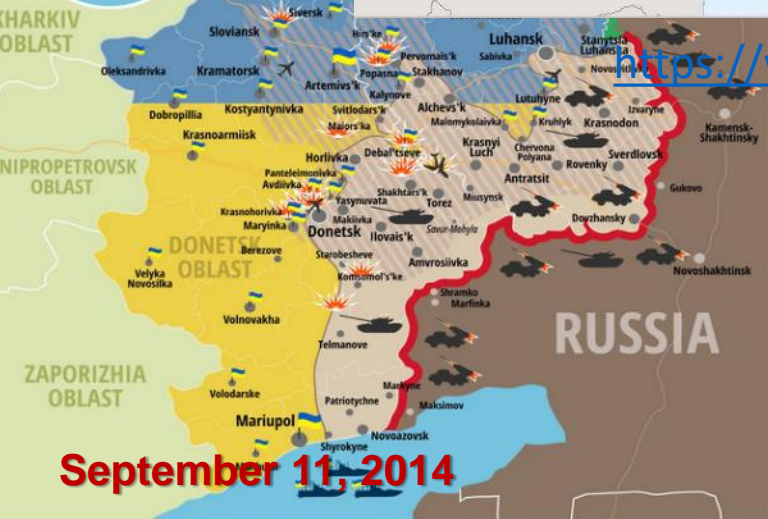 KHARKIV
OBLAST
Siversk
Sloviansk
Hirs'ke
Luhansk
Stanytsia
Luhanska
https://
Oleksandrivka
Kramatorsk
Popasna
Pervomais'k
Stakhanov
Sabivka
Artemivs'k
Kalynove
Dobropillia
Kostyantynivka
Svitlodars'k
Alchevs'k
Lutuhyne
Izvaryne
Malomykolaivka
Kruhlyk
Krasnodon
Krasnoarmiisk
Maiors'ka
Kamensk-
Shakhtinsky
DNIPROPETROVSK
OBLAST
Horlivka
Debal'tseve
Krasnyi
Luch
Chervona
Polyana
Rovenky
Sverdlovsk
Panteleimonivka
Avdiivka
Antratsit
Gukovo
Yasynuvata
Shakhtars'k
Torez
Miusynsk
Krasnohorivka
Maryinka
Makiivka
Donetsk
Ilovais'k
Savur-Mohyla
Dovzhansky
DONETSK
OBLAST
Berezove
Starobesheve
Amvrosiivka
Velyka
Novosilka
Komsomol's'ke
Novoshakhtinsk
Shramko
Marfinka
Volnovakha
RUSSIA
Telmanove
ZAPORIZHIA
OBLAST
Volodarske
Markyne
Patriotychne
Maksimov
Mariupol
Novoazovsk
Shyrokyne
September 11, 2014